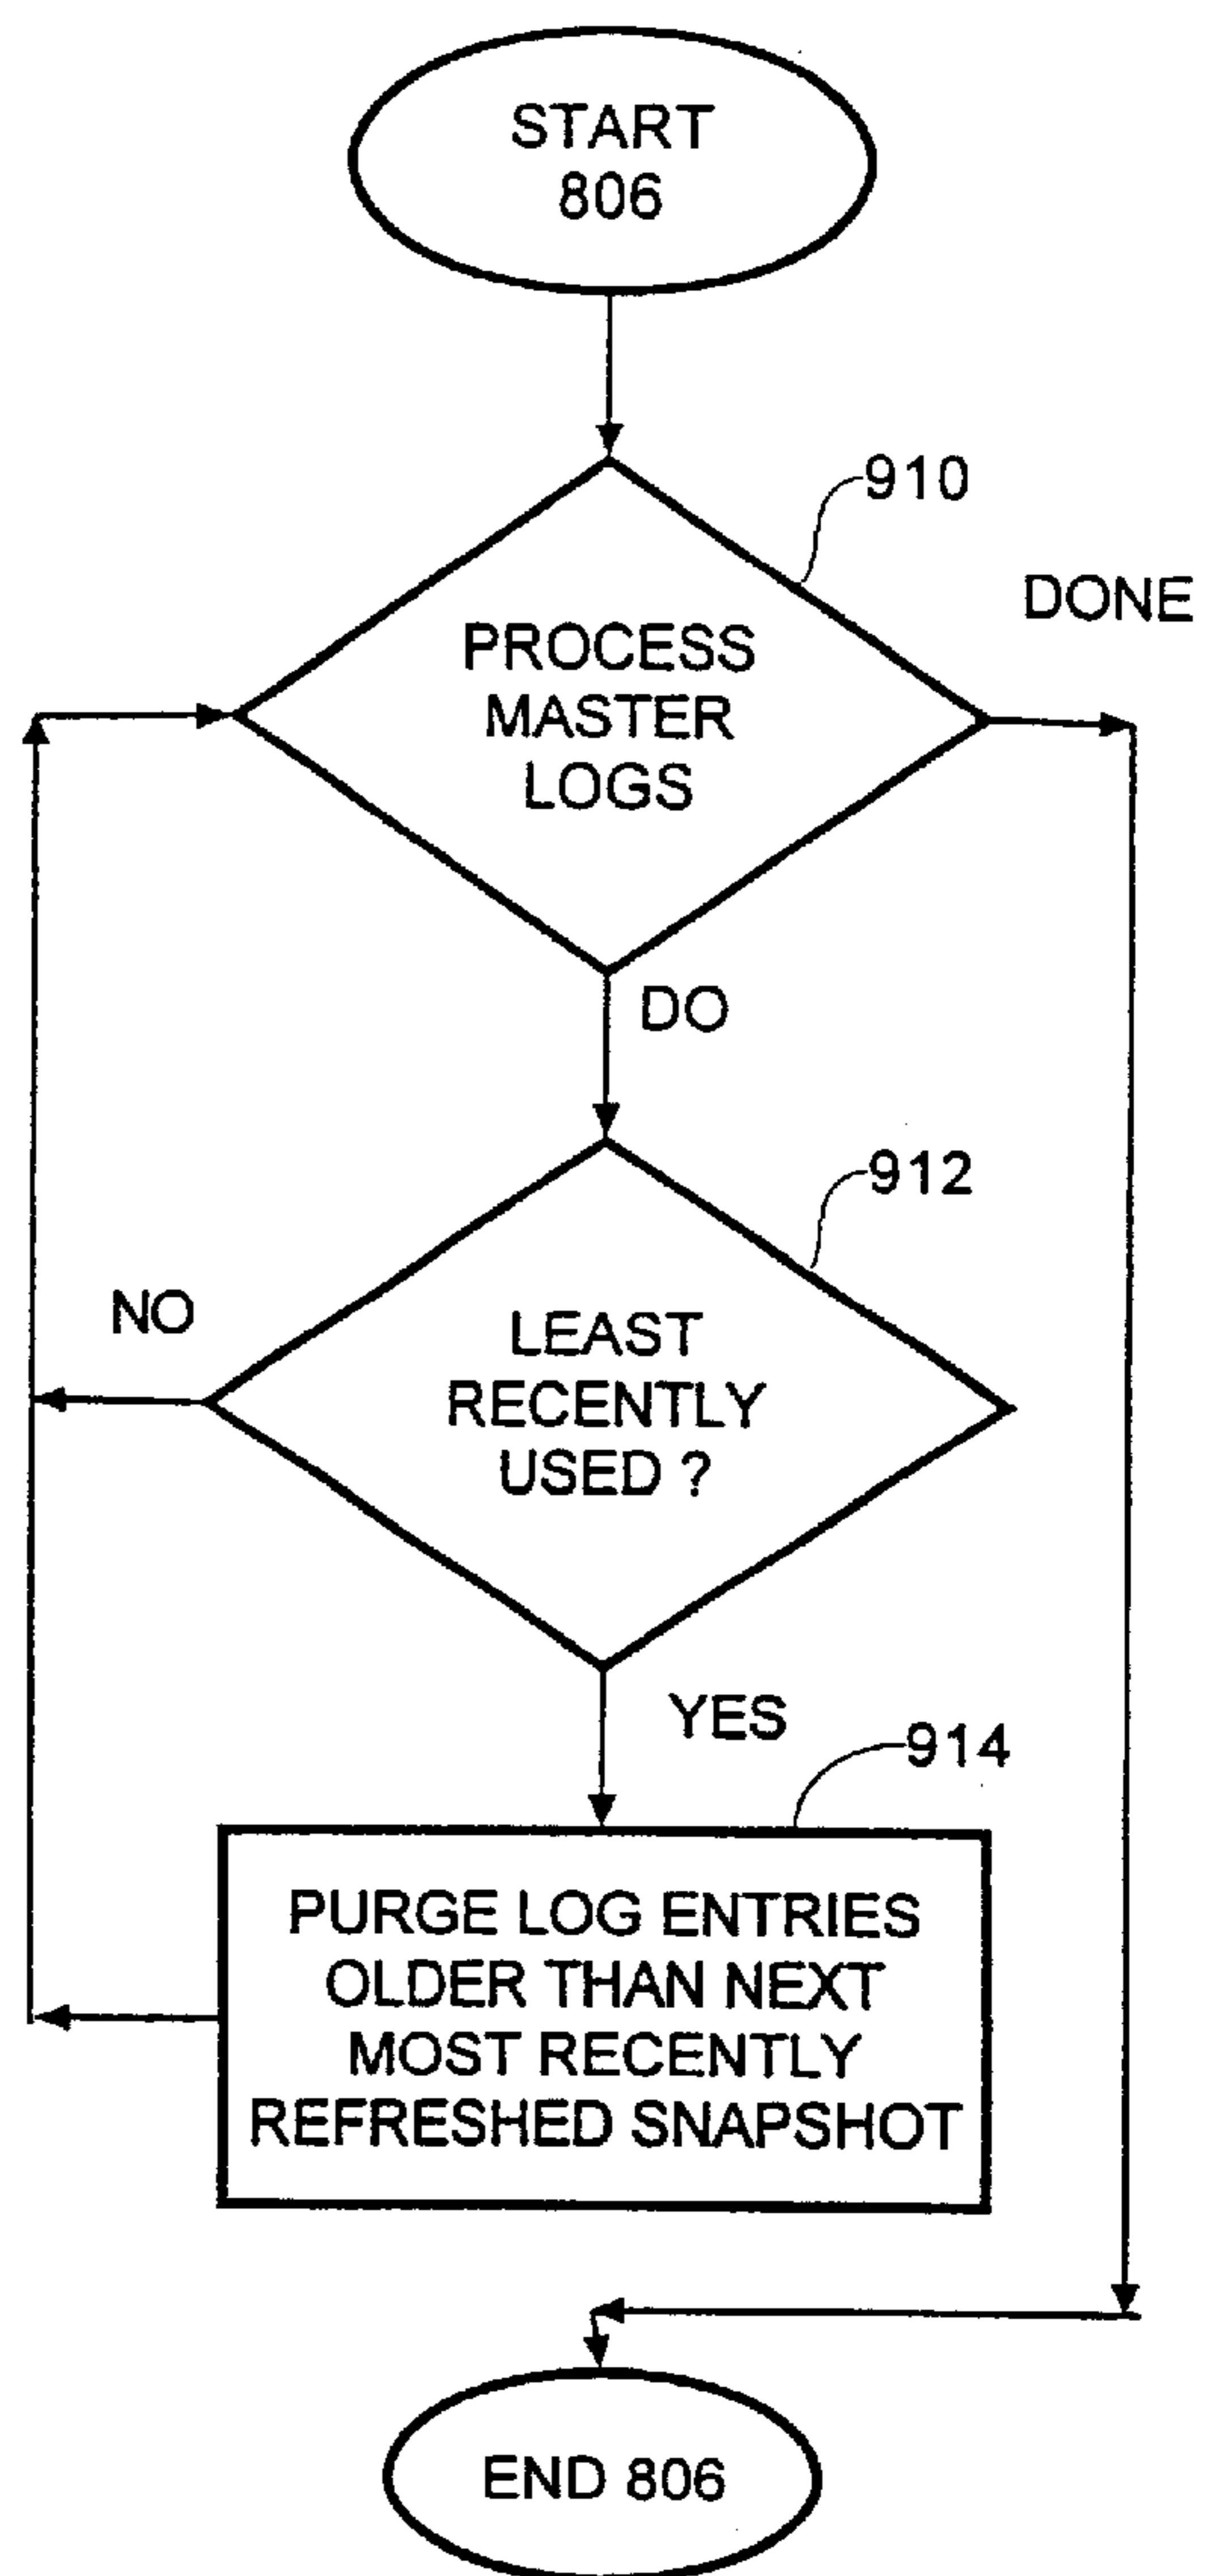 START
806
910
DONE
PROCESS
MASTER
LOGS
DO
912
NO
LEAST
RECENTLY
USED ?
YES
914
PURGE LOG ENTRIES
OLDER THAN NEXT
MOST RECENTLY
REFRESHED SNAPSHOT
END 806